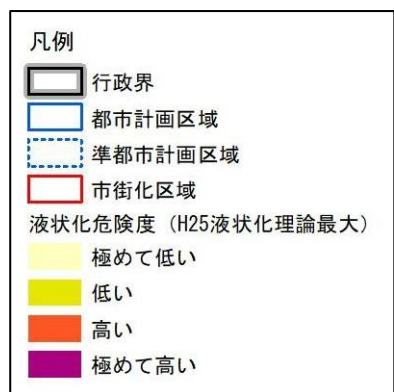 凡例
行政界
都市計画区域
準都市計画区域
市街化区域
液状化危険度（H25液状化理論最大）
極めて低い
低い
高い
極めて高い